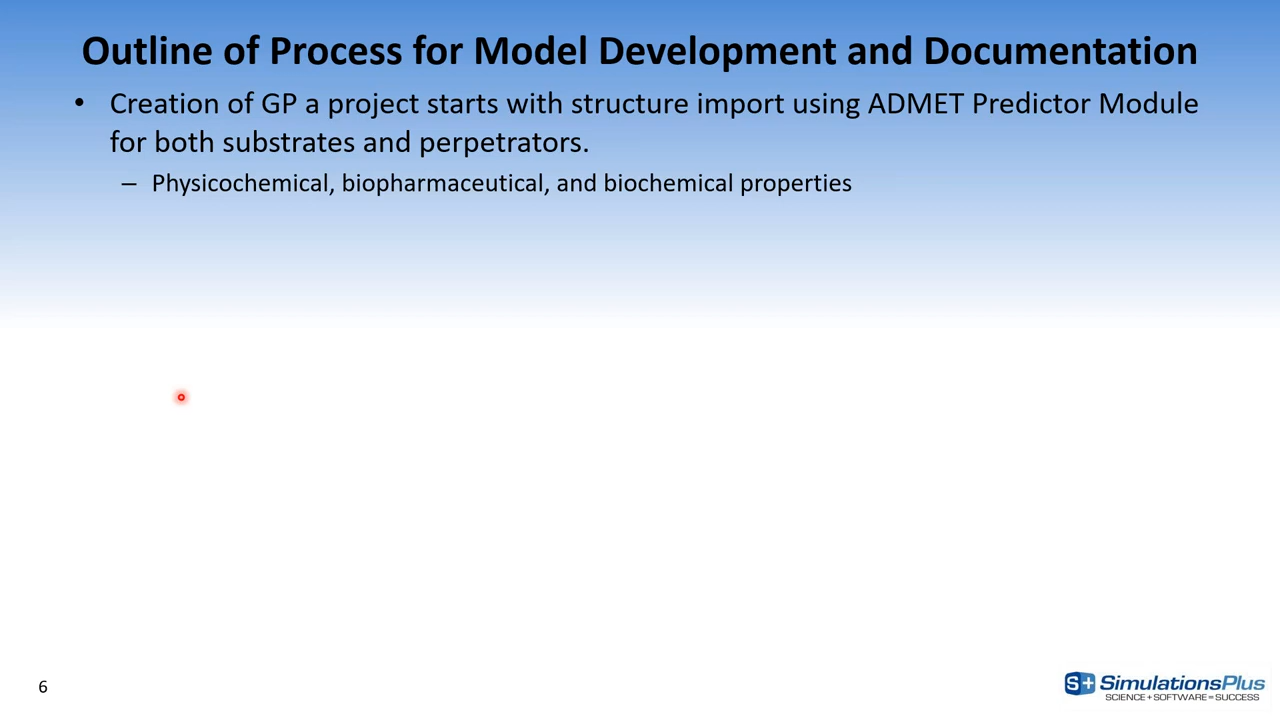 Outline of Process for Model Development and Documentation
• Creation of GP a project starts with structure import using ADMET Predictor Module
for both substrates and perpetrators.
– Physicochemical, biopharmaceutical, and biochemical properties
6
S+ SimulationsPlus
SCIENCE+SOFTWARE=SUCCESS